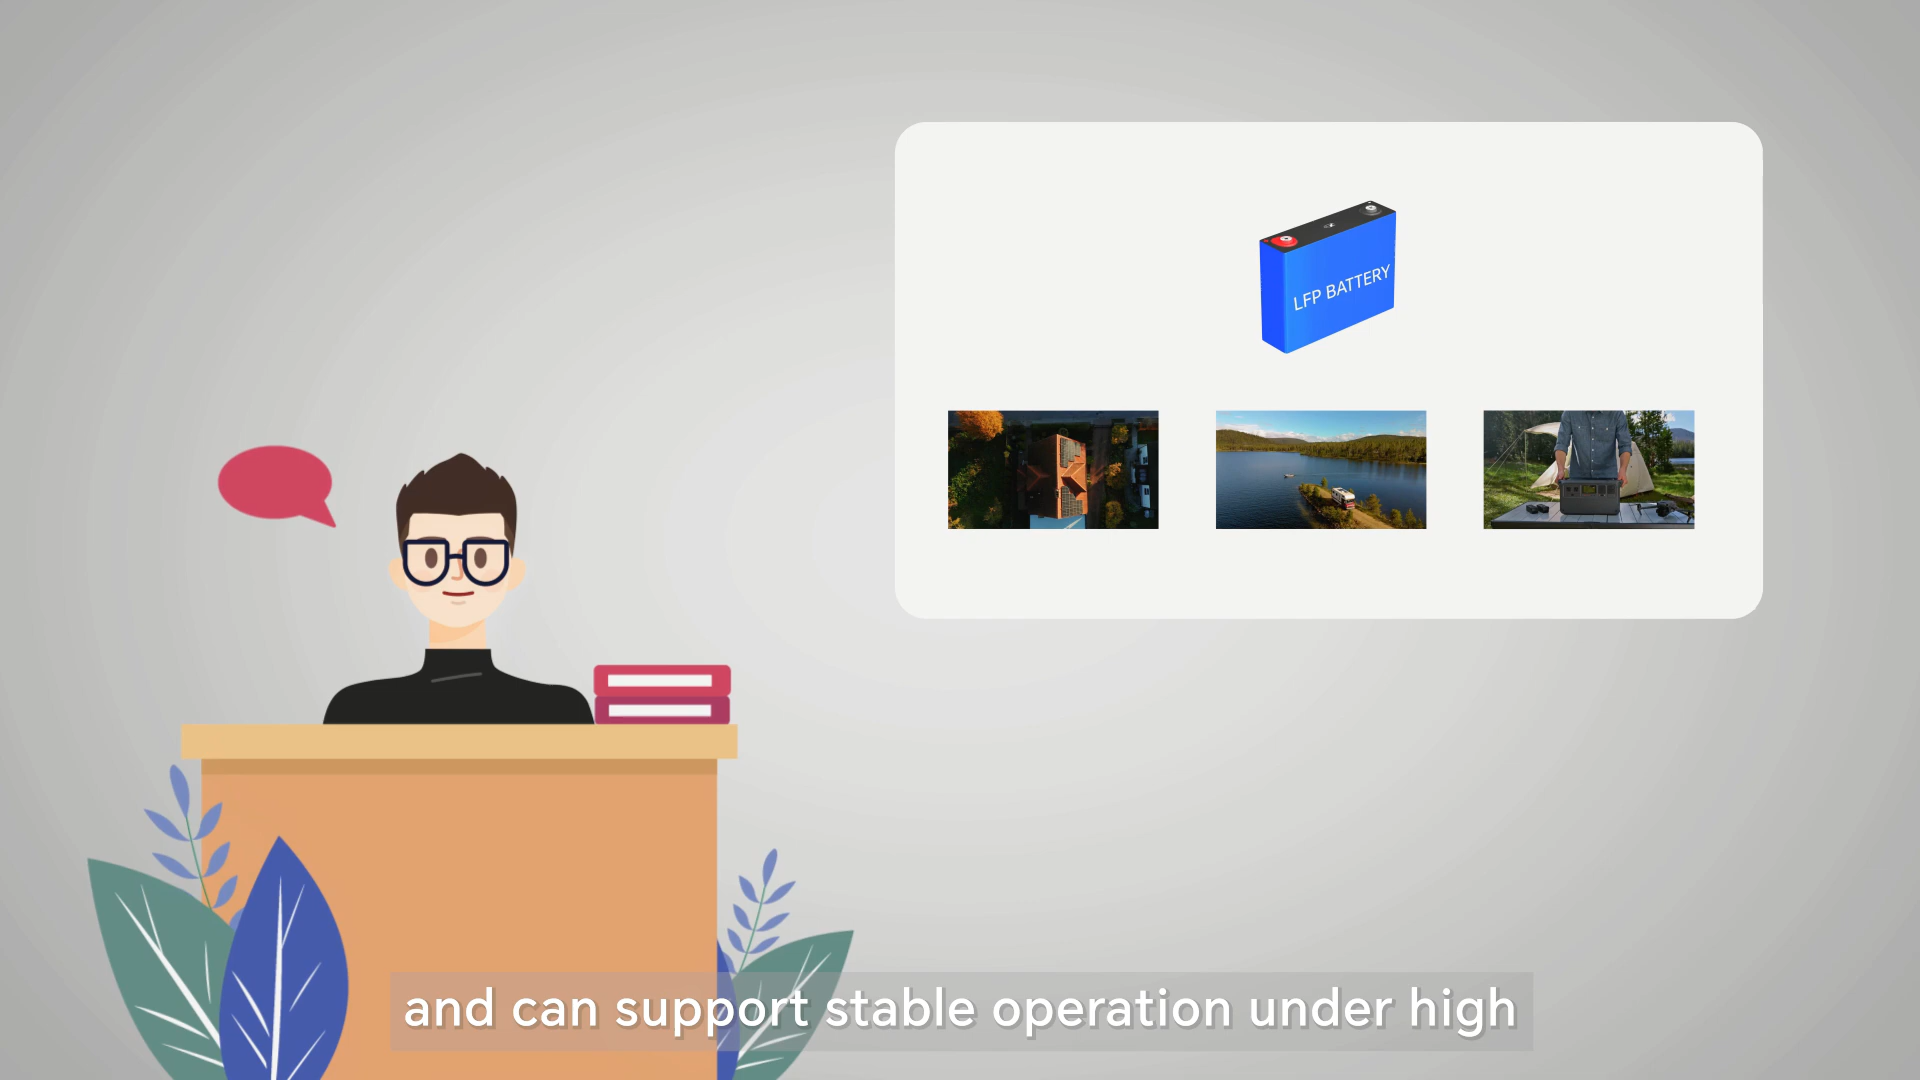 LFP BATTERY
and can support stable operation under high